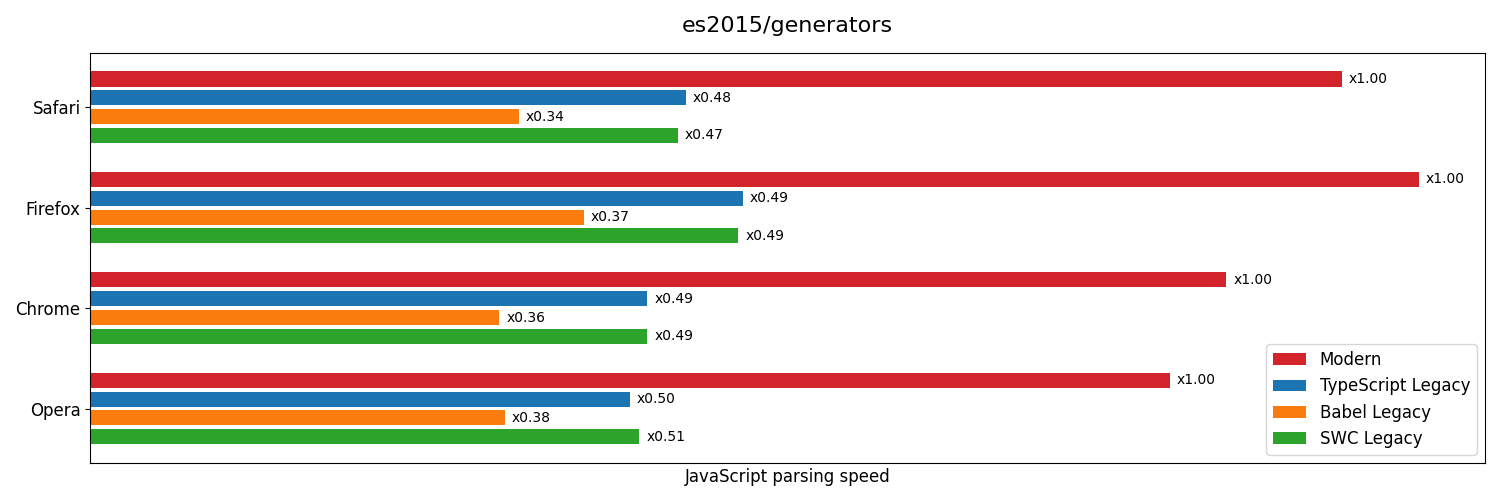 es2015/generators
Safari
x1.00
x0.48
x0.34
x0.47
Firefox
x1.00
x0.49
x0.37
x0.49
Chrome
x1.00
x0.49
x0.36
x0.49
Opera
x1.00
x0.50
x0.38
x0.51
Modern
TypeScript Legacy
Babel Legacy
SWC Legacy
JavaScript parsing speed